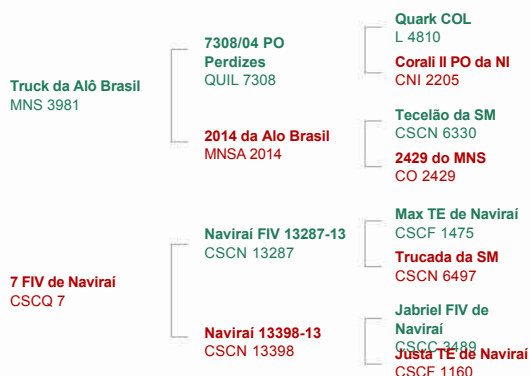 Quark COL
L 4810
7308/04 PO
Perdizes
QUIL 7308
Corali II PO da NI
CNI 2205
Truck da Alô Brasil
MNS 3981
Tecelão da SM
CSCN 6330
2014 da Alo Brasil
MNSA 2014
2429 do MNS
CO 2429
Max TE de Naviraí
CSCF 1475
Naviraí FIV 13287-13
CSCN 13287
Trucada da SM
CSCN 6497
7 FIV de Naviraí
CSCQ 7
Jabriel FIV de
Naviraí
CSCC 3489
Naviraí 13398-13
CSCN 13398
Justa TE de Naviraí
CSCF 1160